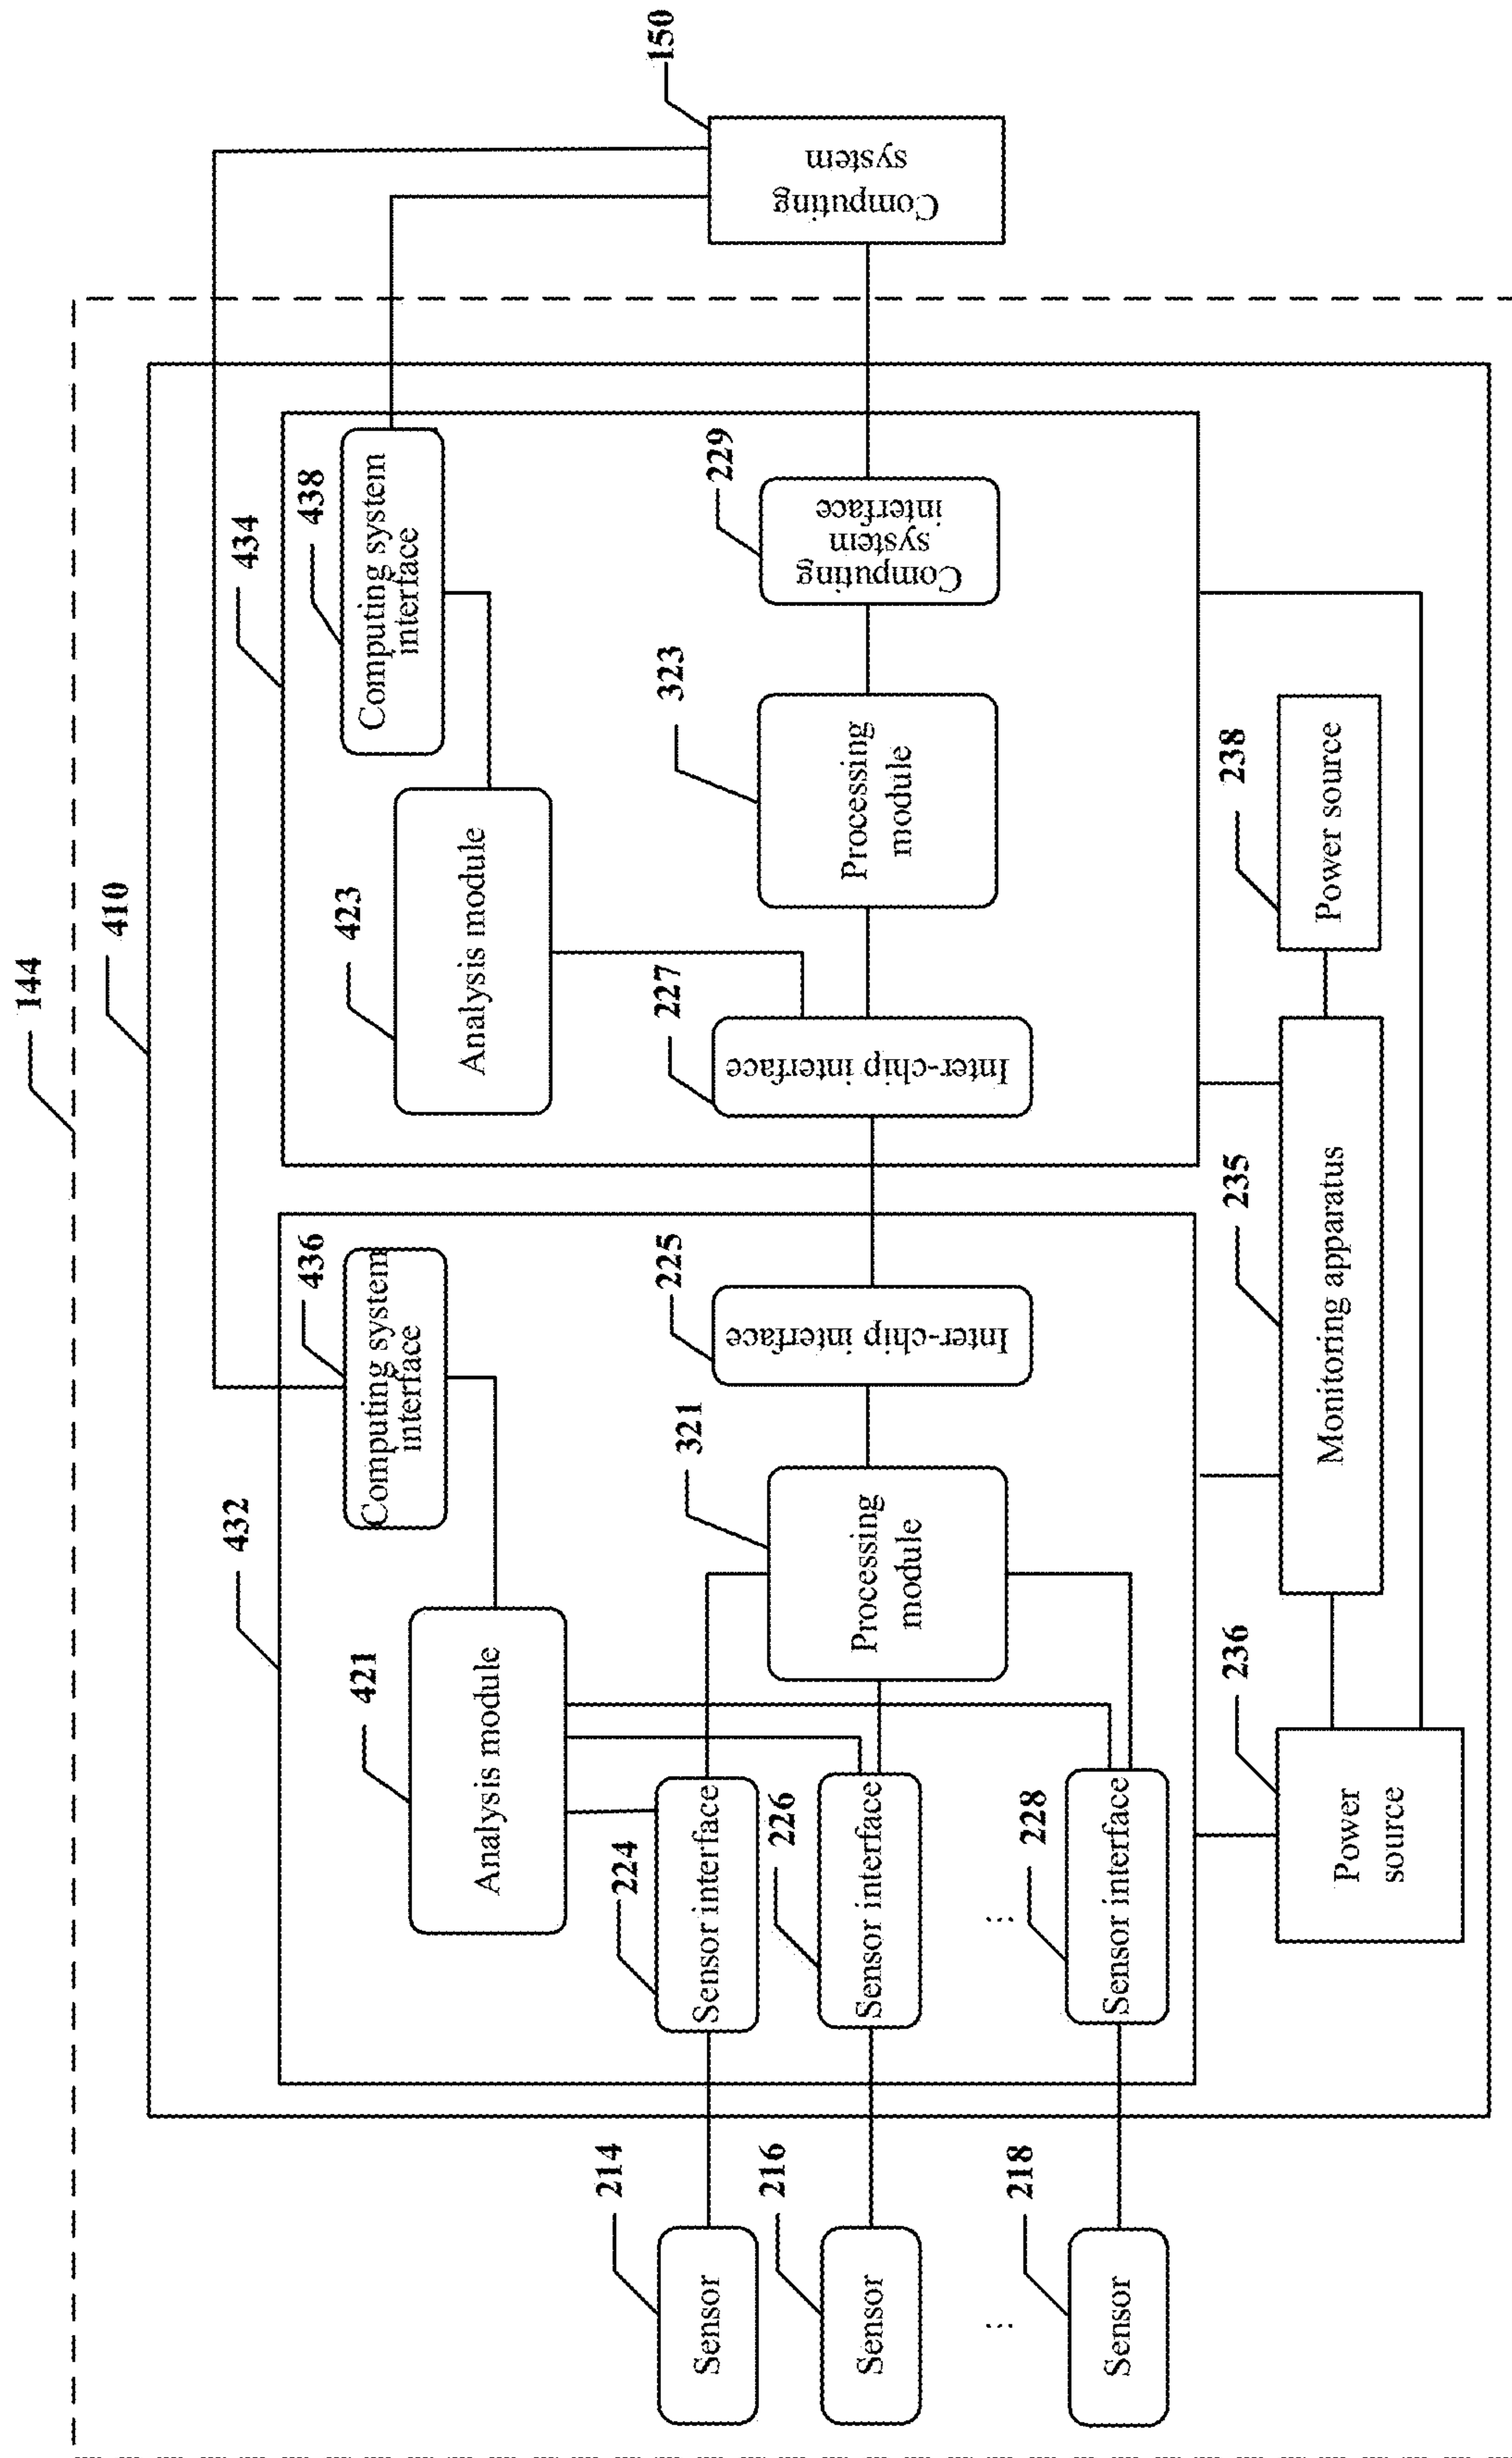 144
410
432
434
436
Computing system
interface
438
Computing system
interface
421
Analysis module
423
Analysis module
150
Computing
system
214
Sensor
224
Sensor interface
216
Sensor
226
Sensor interface
218
Sensor
228
Sensor interface
...
...
321
Processing
module
225
Inter-chip interface
227
Inter-chip interface
323
Processing
module
229
Computing
system
interface
236
Power
source
235
Monitoring apparatus
238
Power source